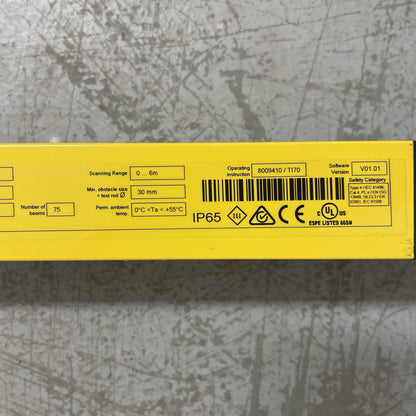 Scanning Range 0 ... 6m
Operating instruction 8009410 / TI70
Software Version V01.01
Min. obstacle size = test rod Ø 30 mm
Safety Category
Type 4 / IEC 61496,
Cat 4, PL e / EN ISO
13849, SILCL3 / EN
62061, IEC 61508
Number of beams 75
Perm. ambient temp. 0°C <Ta < +55°C
IP65
III
CE
c UL us
ESPE LISTED 665N